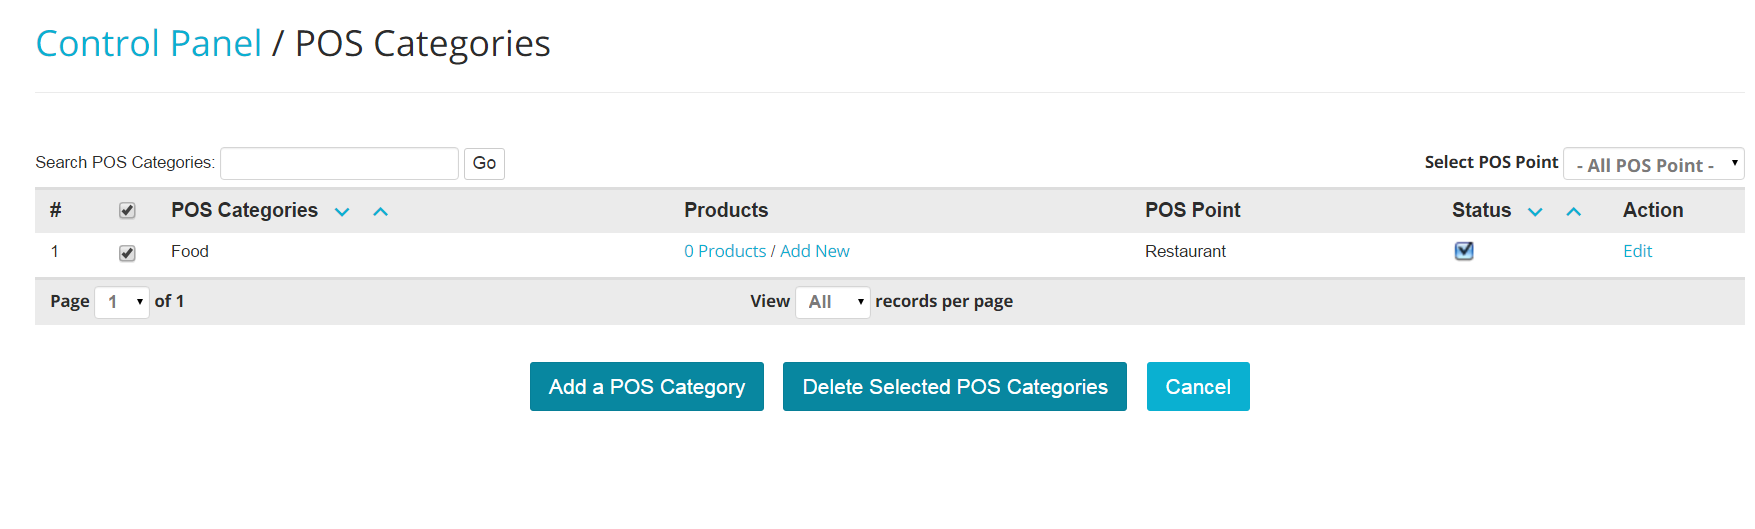 Control Panel / POS Categories
Search POS Categories: Go Select POS Point - All POS Point -
# POS Categories Products POS Point Status Action
1 Food 0 Products / Add New Restaurant Edit
Page 1 of 1 View All records per page
Add a POS Category Delete Selected POS Categories Cancel